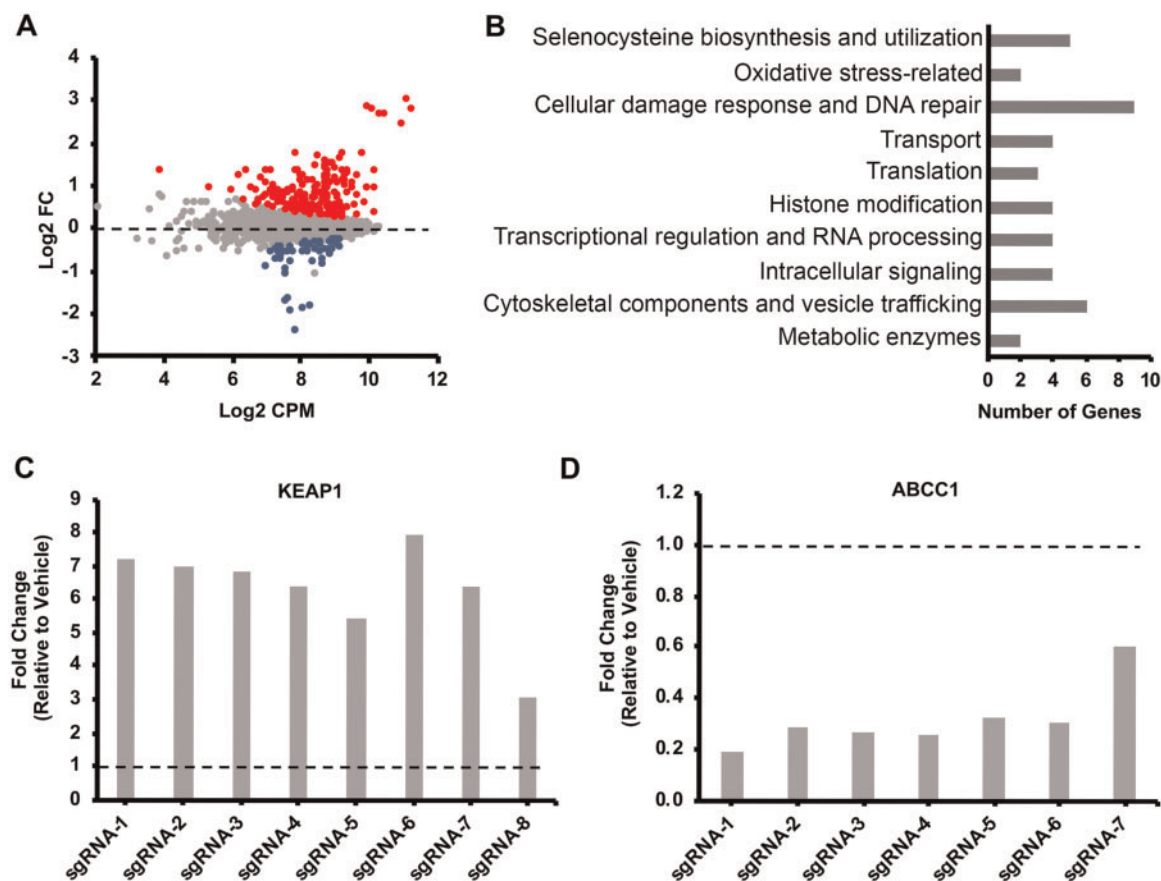 A
4
3
2
1
0
-1
-2
-3
Log2 FC
2 4 6 8 10 12
Log2 CPM
B
Selenocysteine biosynthesis and utilization
Oxidative stress-related
Cellular damage response and DNA repair
Transport
Translation
Histone modification
Transcriptional regulation and RNA processing
Intracellular signaling
Cytoskeletal components and vesicle trafficking
Metabolic enzymes
0 2 4 6 8 10
Number of Genes
C
KEAP1
9
8
7
6
5
4
3
2
1
0
Fold Change
(Relative to Vehicle)
sgRNA-1 sgRNA-2 sgRNA-3 sgRNA-4 sgRNA-5 sgRNA-6 sgRNA-7 sgRNA-8
D
ABCC1
1.2
1.0
0.8
0.6
0.4
0.2
0.0
Fold Change
(Relative to Vehicle)
sgRNA-1 sgRNA-2 sgRNA-3 sgRNA-4 sgRNA-5 sgRNA-6 sgRNA-7